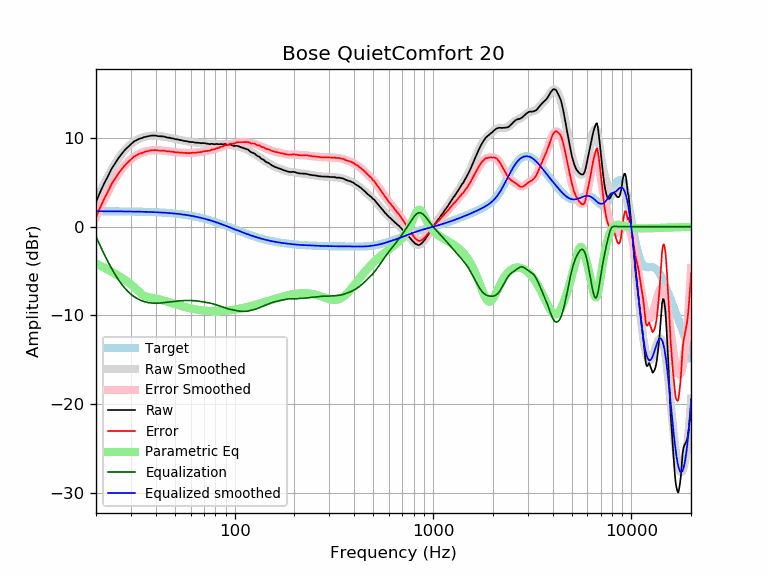 Bose QuietComfort 20
Amplitude (dBr)
10
0
−10
−20
−30
Target
Raw Smoothed
Error Smoothed
Raw
Error
Parametric Eq
Equalization
Equalized smoothed
100
1000
10000
Frequency (Hz)